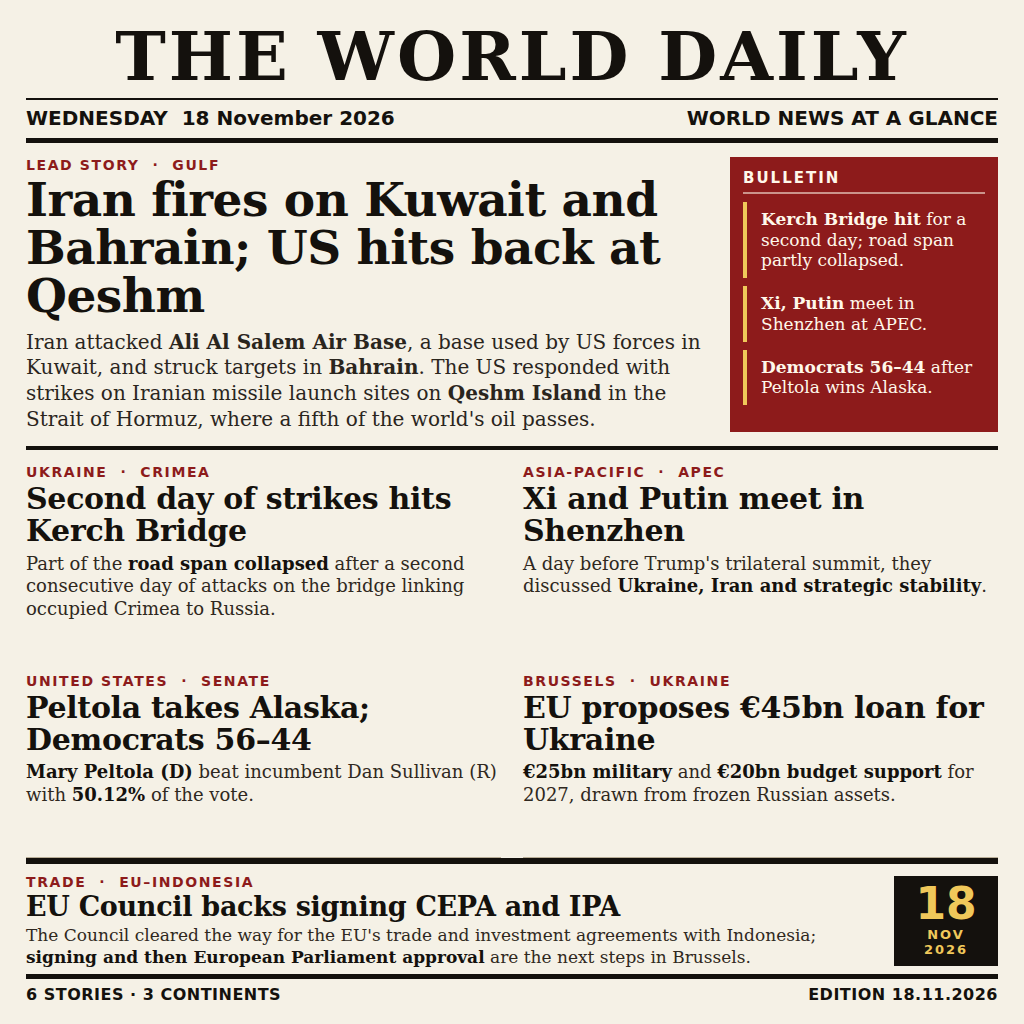 THE WORLD DAILY
WEDNESDAY 18 November 2026
WORLD NEWS AT A GLANCE
LEAD STORY · GULF
Iran fires on Kuwait and
Bahrain; US hits back at
Qeshm
Iran attacked Ali Al Salem Air Base, a base used by US forces in
Kuwait, and struck targets in Bahrain. The US responded with
strikes on Iranian missile launch sites on Qeshm Island in the
Strait of Hormuz, where a fifth of the world's oil passes.
BULLETIN
Kerch Bridge hit for a
second day; road span
partly collapsed.
Xi, Putin meet in
Shenzhen at APEC.
Democrats 56–44 after
Peltola wins Alaska.
UKRAINE · CRIMEA
Second day of strikes hits
Kerch Bridge
Part of the road span collapsed after a second
consecutive day of attacks on the bridge linking
occupied Crimea to Russia.
ASIA-PACIFIC · APEC
Xi and Putin meet in
Shenzhen
A day before Trump's trilateral summit, they
discussed Ukraine, Iran and strategic stability.
UNITED STATES · SENATE
Peltola takes Alaska;
Democrats 56–44
Mary Peltola (D) beat incumbent Dan Sullivan (R)
with 50.12% of the vote.
BRUSSELS · UKRAINE
EU proposes €45bn loan for
Ukraine
€25bn military and €20bn budget support for
2027, drawn from frozen Russian assets.
TRADE · EU–INDONESIA
EU Council backs signing CEPA and IPA
The Council cleared the way for the EU's trade and investment agreements with Indonesia;
signing and then European Parliament approval are the next steps in Brussels.
18
NOV
2026
6 STORIES · 3 CONTINENTS
EDITION 18.11.2026